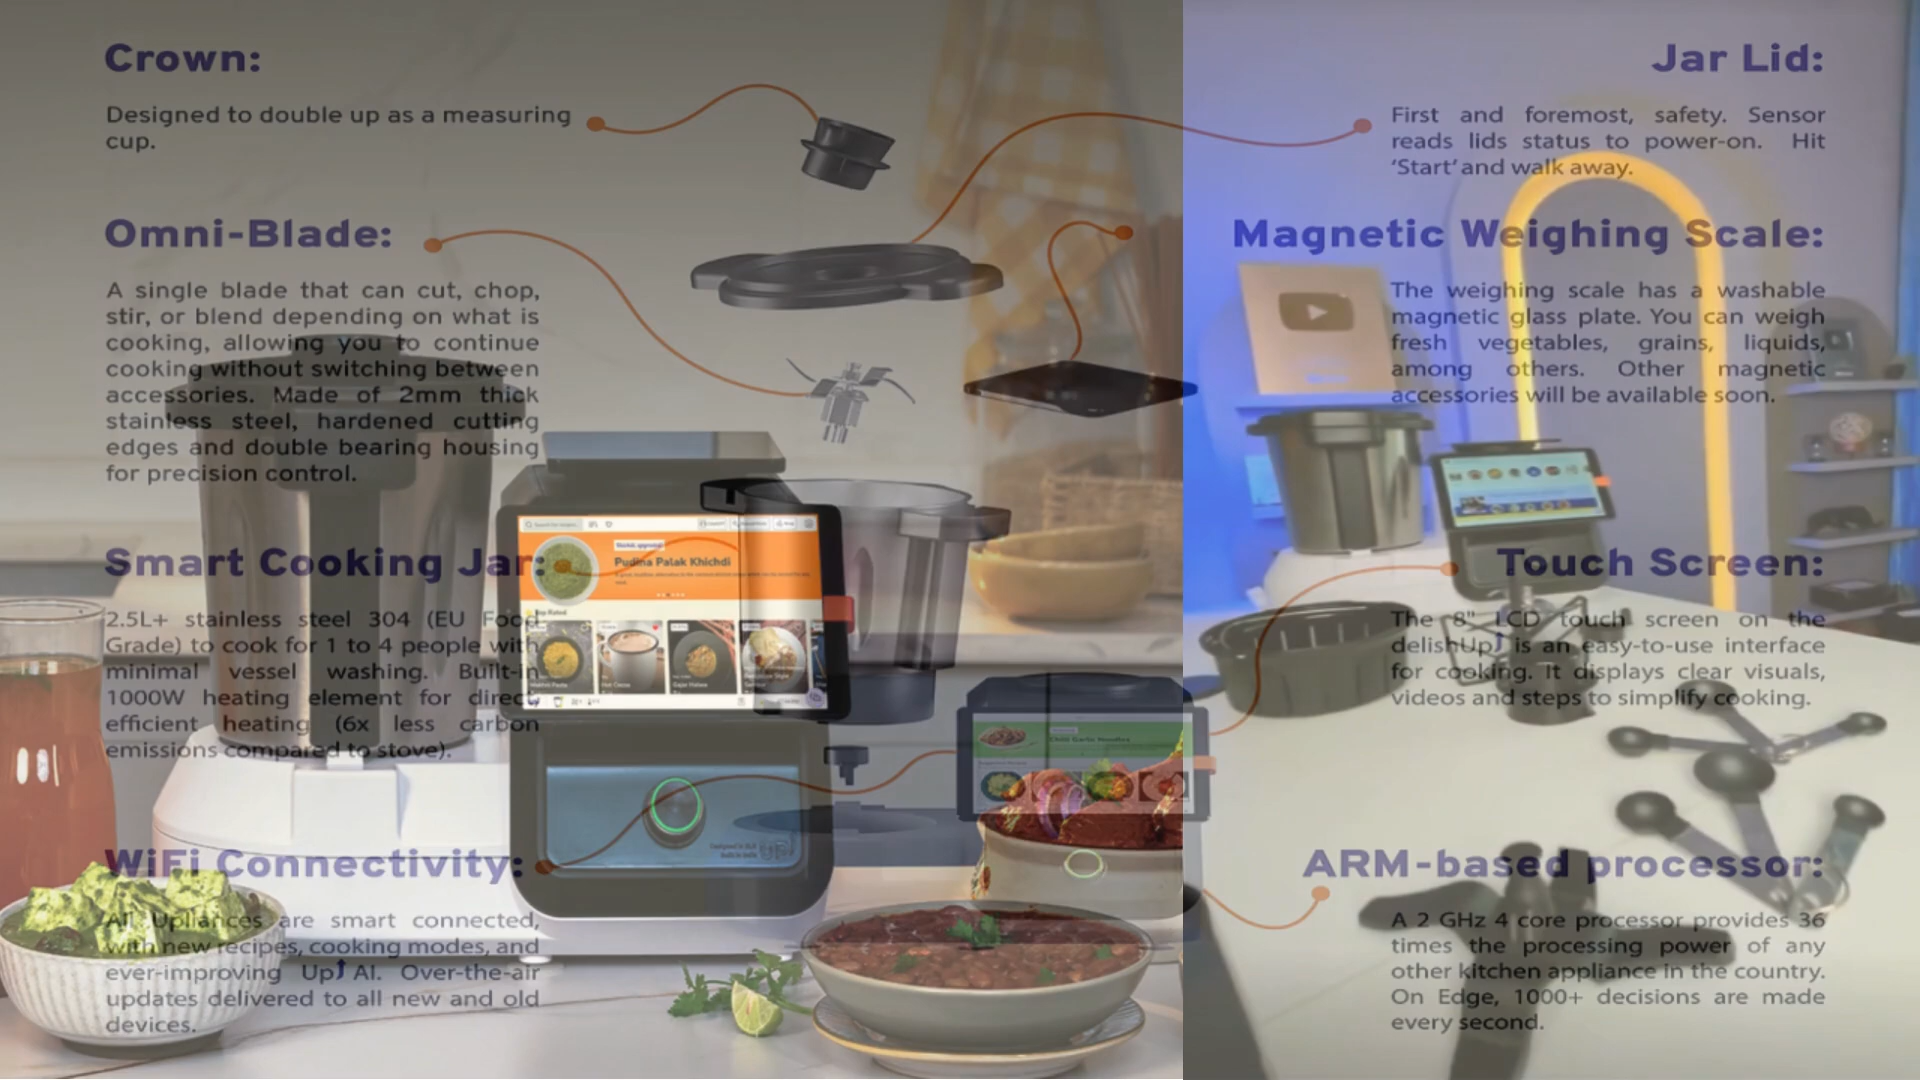 Crown:
Designed to double up as a measuring
cup.
Omni-Blade:
A single blade that can cut, chop,
stir, or blend depending on what is
cooking, allowing you to continue
cooking without switching between
accessories. Made of 2mm thick
stainless steel, hardened cutting
edges and double bearing housing
for precision control.
Smart Cooking Jar:
2.5L+ stainless steel 304 (EU Food
Grade) to cook for 1 to 4 people with
minimal vessel washing. Built-in
1000W heating element for direct
efficient heating (6x less carbon
emissions compared to stove).
WiFi Connectivity:
All Upliances are smart connected,
with new recipes, cooking modes, and
ever-improving Up AI. Over-the-air
updates delivered to all new and old
devices.
Jar Lid:
First and foremost, safety. Sensor
reads lids status to power-on. Hit
‘Start’ and walk away.
Magnetic Weighing Scale:
The weighing scale has a washable
magnetic glass plate. You can weigh
fresh vegetables, grains, liquids,
among others. Other magnetic
accessories will be available soon.
Touch Screen:
The 8" LCD touch screen on the
delishUp is an easy-to-use interface
for cooking. It displays clear visuals,
videos and steps to simplify cooking.
ARM-based processor:
A 2 GHz 4 core processor provides 36
times the processing power of any
other kitchen appliance in the country.
On Edge, 1000+ decisions are made
every second.
Pudina Palak Khichdi
Top Rated
Hot Cocoa
Gajar Halwa
Chilli Garlic Noodles